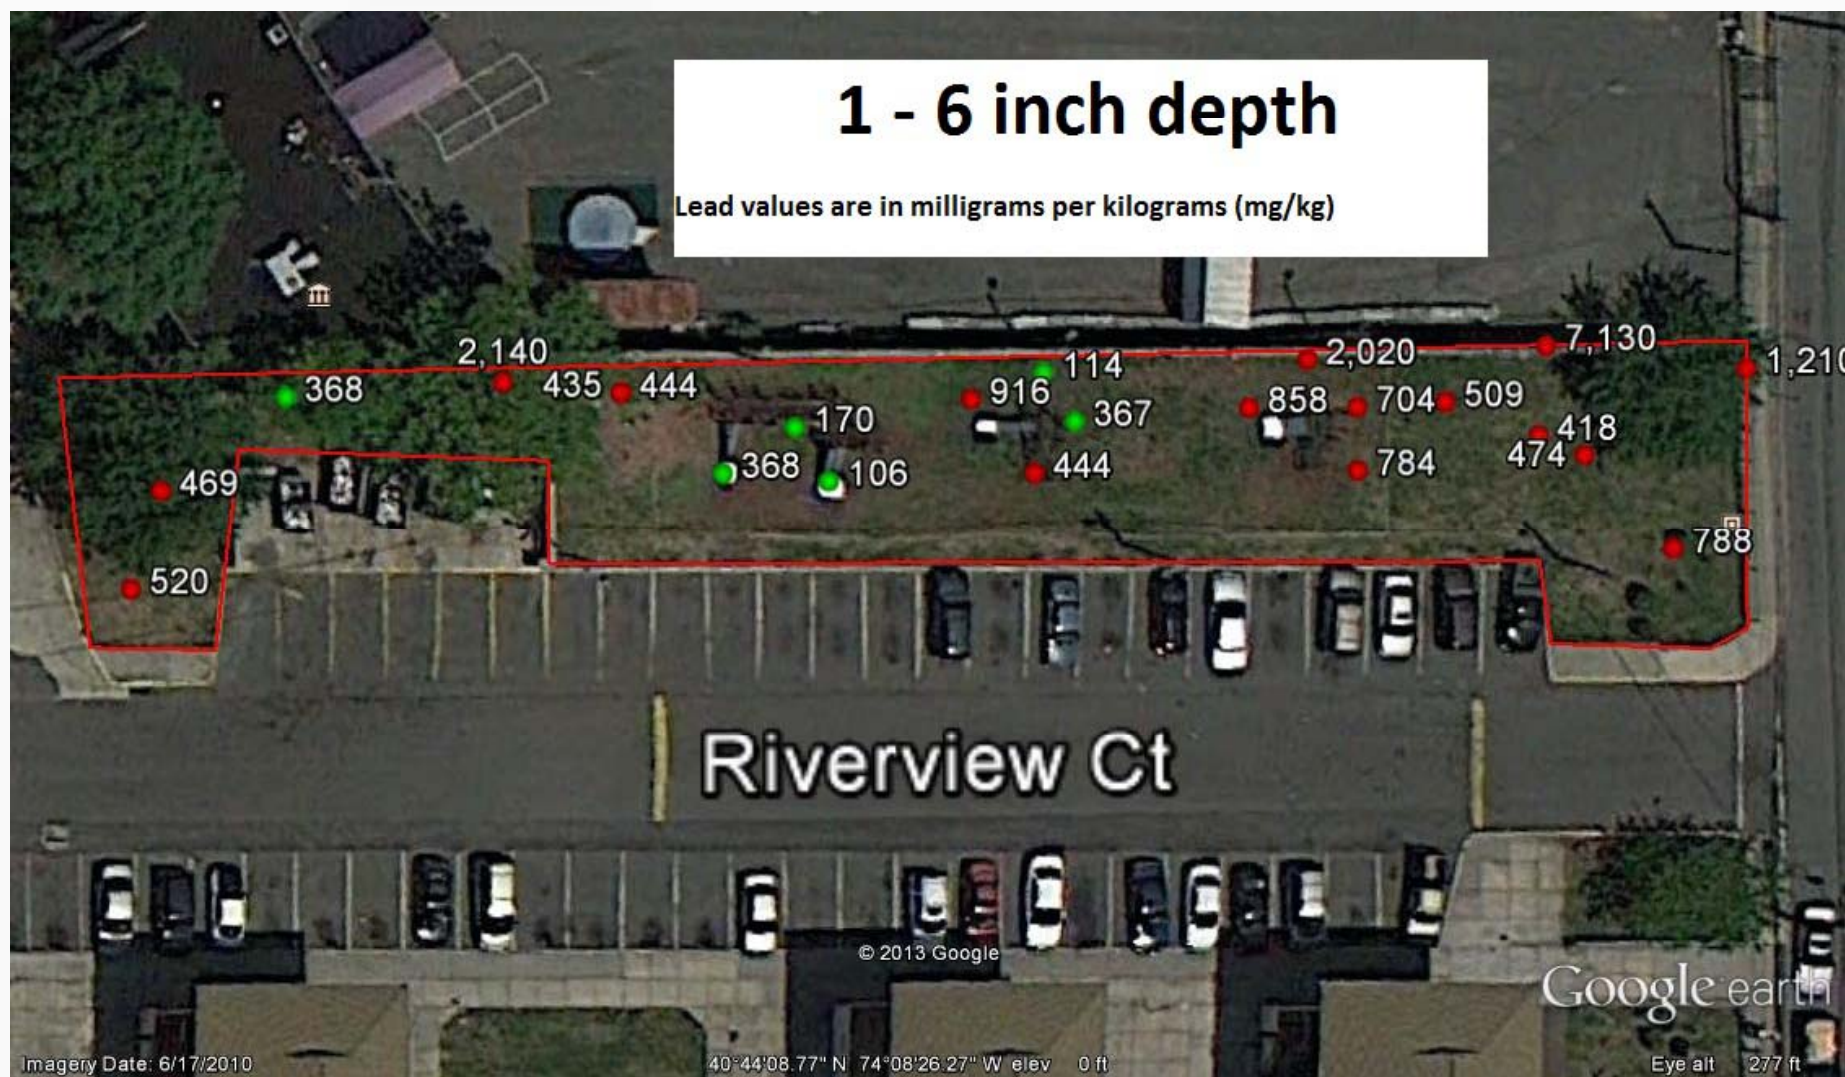 1 - 6 inch depth
Lead values are in milligrams per kilograms (mg/kg)
2,140
368
435
444
916
114
170
367
368
106
444
2,020
858
704
509
784
7,130
418
474
1,210
469
520
788
Riverview Ct
© 2013 Google
Google earth
Imagery Date: 6/17/2010
40°44'08.77" N 74°08'26.27" W elev 0 ft
Eye alt 277 ft